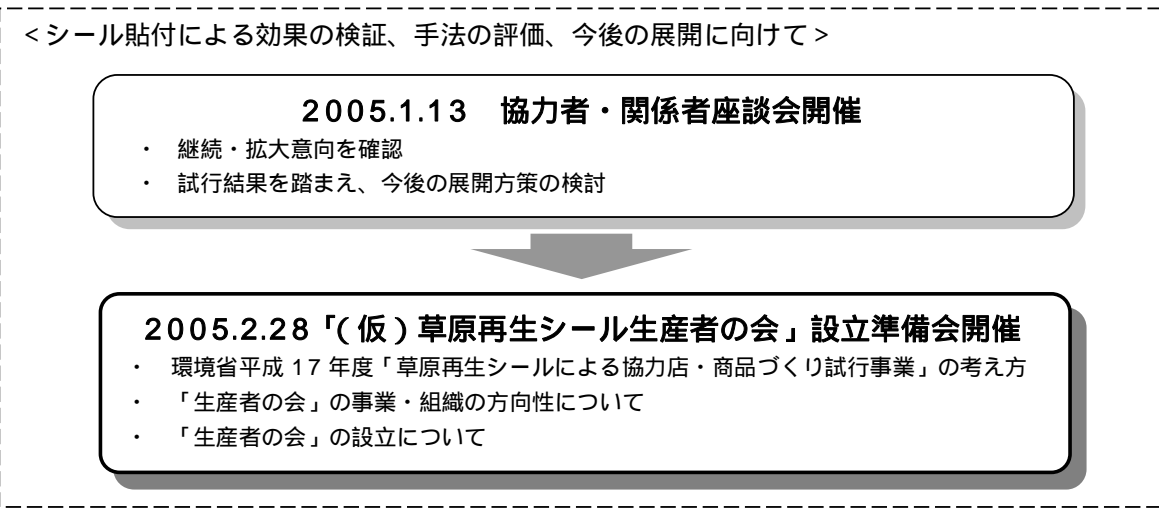 <シール貼付による効果の検証、手法の評価、今後の展開に向けて>
2005.1.13 協力者・関係者座談会開催
・ 継続・拡大意向を確認
・ 試行結果を踏まえ、今後の展開方策の検討
2005.2.28「(仮)草原再生シール生産者の会」設立準備会開催
・ 環境省平成 17 年度「草原再生シールによる協力店・商品づくり試行事業」の考え方
・ 「生産者の会」の事業・組織の方向性について
・ 「生産者の会」の設立について